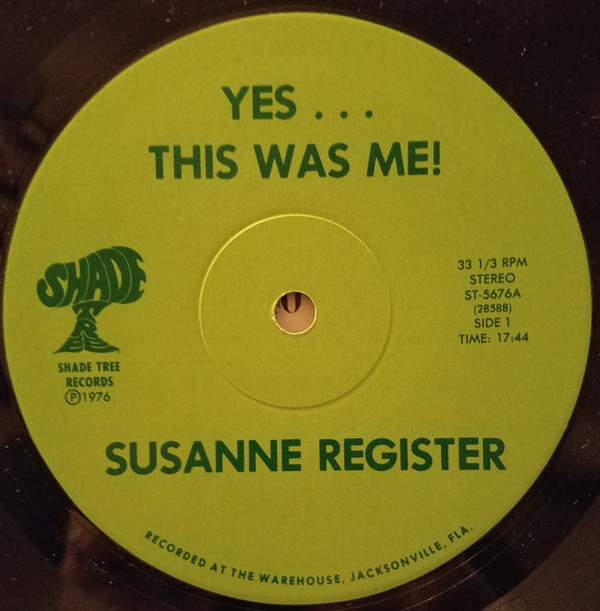 YES . . .
THIS WAS ME!
SHADE
TREE
SHADE TREE
RECORDS
Ⓟ1976
33 1/3 RPM
STEREO
ST-5676A
(28588)
SIDE 1
TIME: 17:44
SUSANNE REGISTER
RECORDED AT THE WAREHOUSE, JACKSONVILLE, FLA.